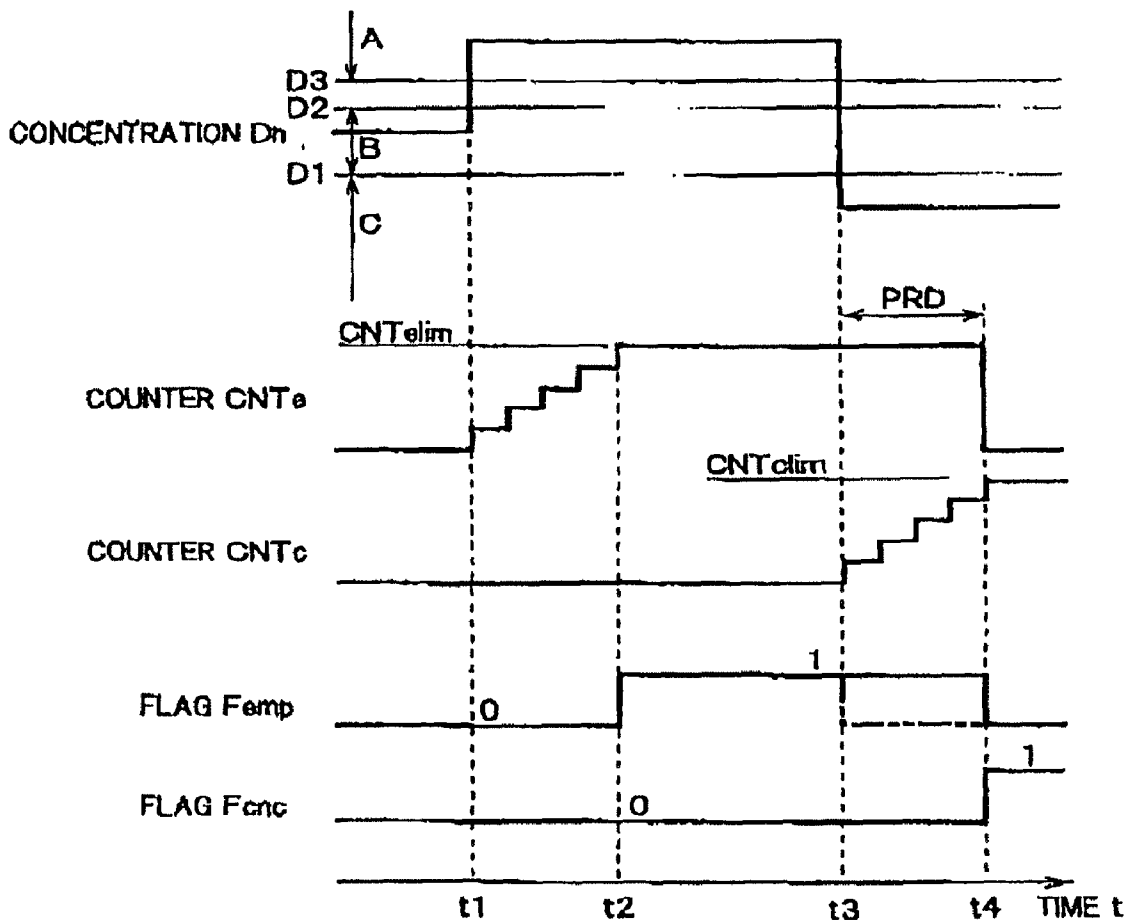 A
D3
D2
CONCENTRATION Dn
B
D1
C
PRD
CNTelim
COUNTER CNTe
CNTclim
COUNTER CNTc
1
FLAG Femp
0
1
FLAG Fcnc
0
t1 t2 t3 t4 TIME t